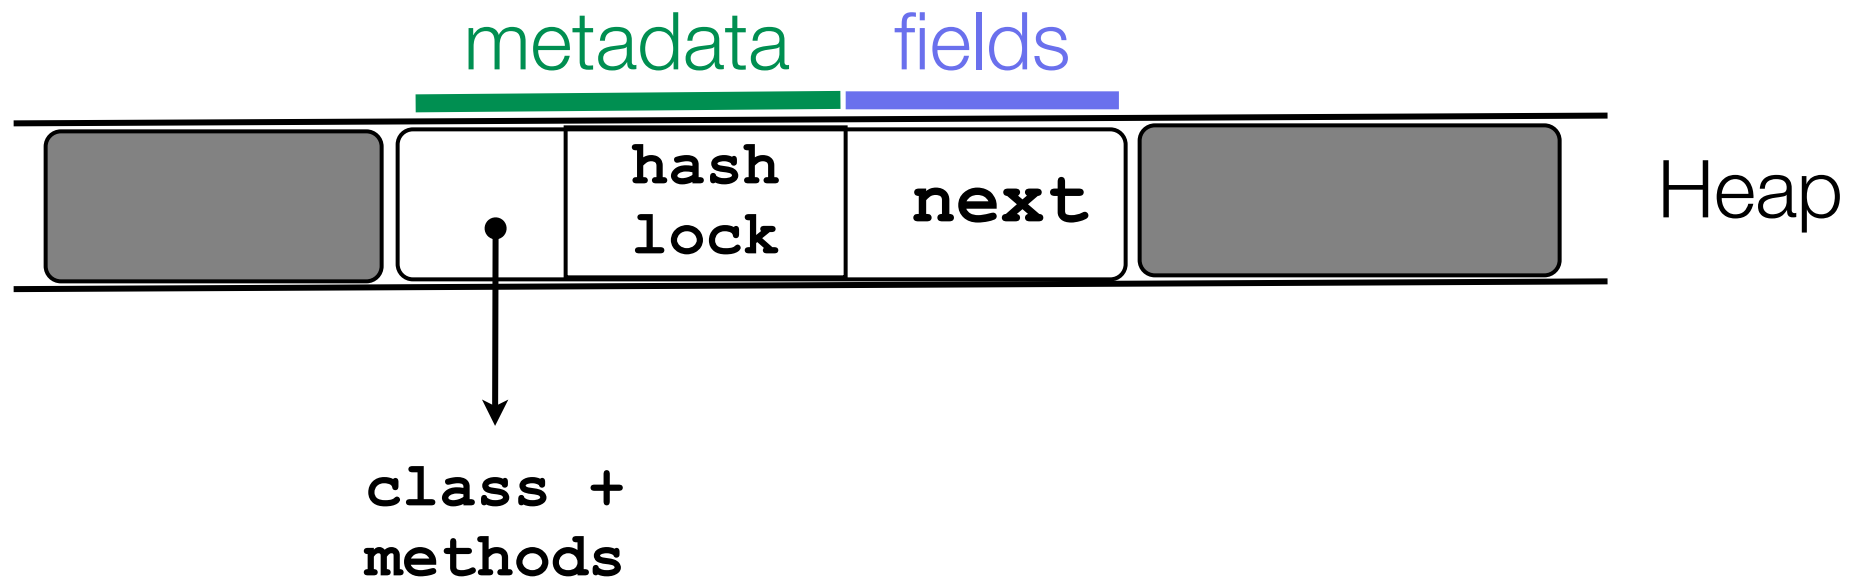 metadata
fields
hash
lock
next
Heap
class +
methods